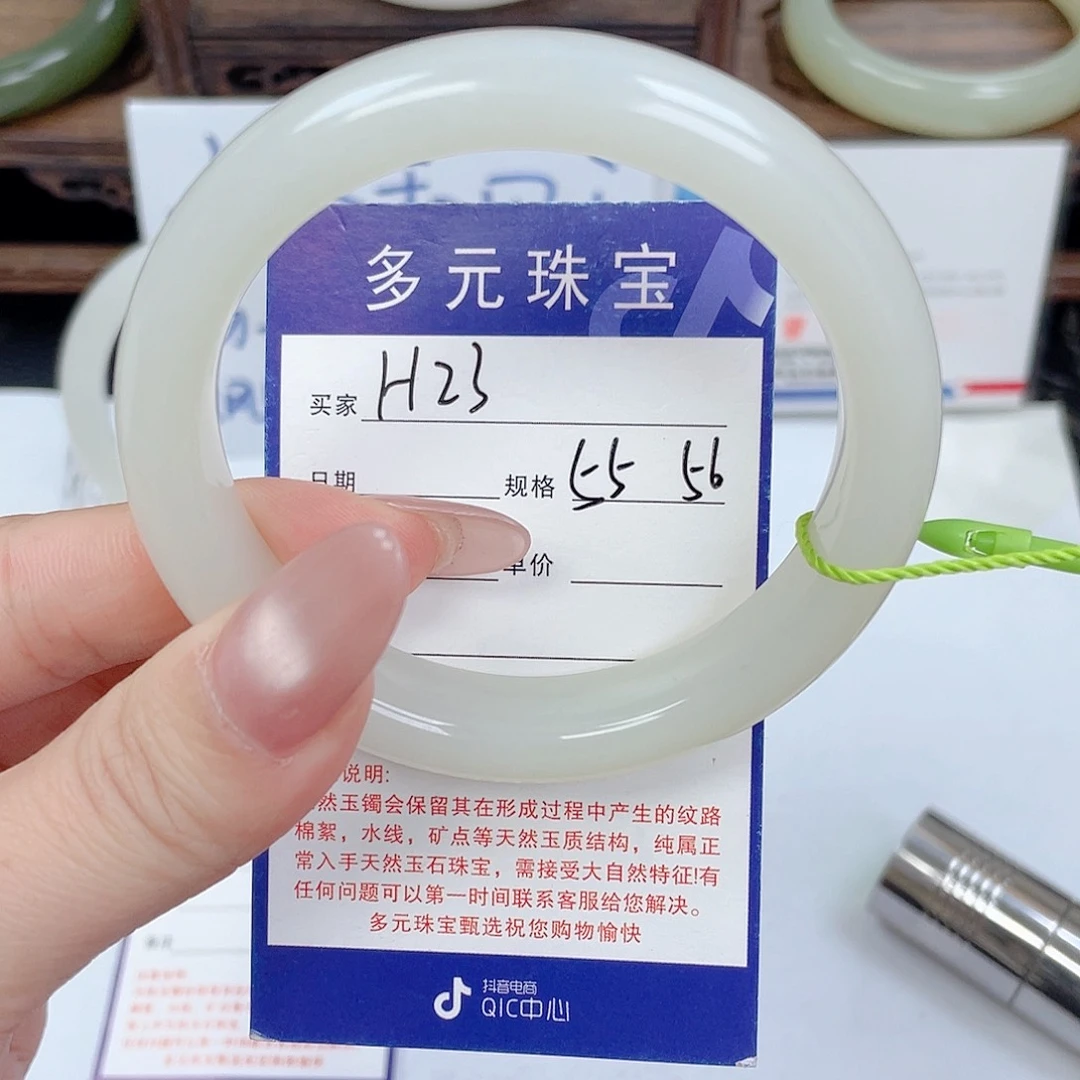 多元珠宝
买家 H23
日期 规格 55 56
单价
说明:
然玉镯会保留其在形成过程中产生的纹路
棉絮，水线，矿点等天然玉质结构，纯属正
常入手天然玉石珠宝，需接受大自然特征!有
任何问题可以第一时间联系客服给您解决。
多元珠宝甄选祝您购物愉快
抖音电商
QIC中心